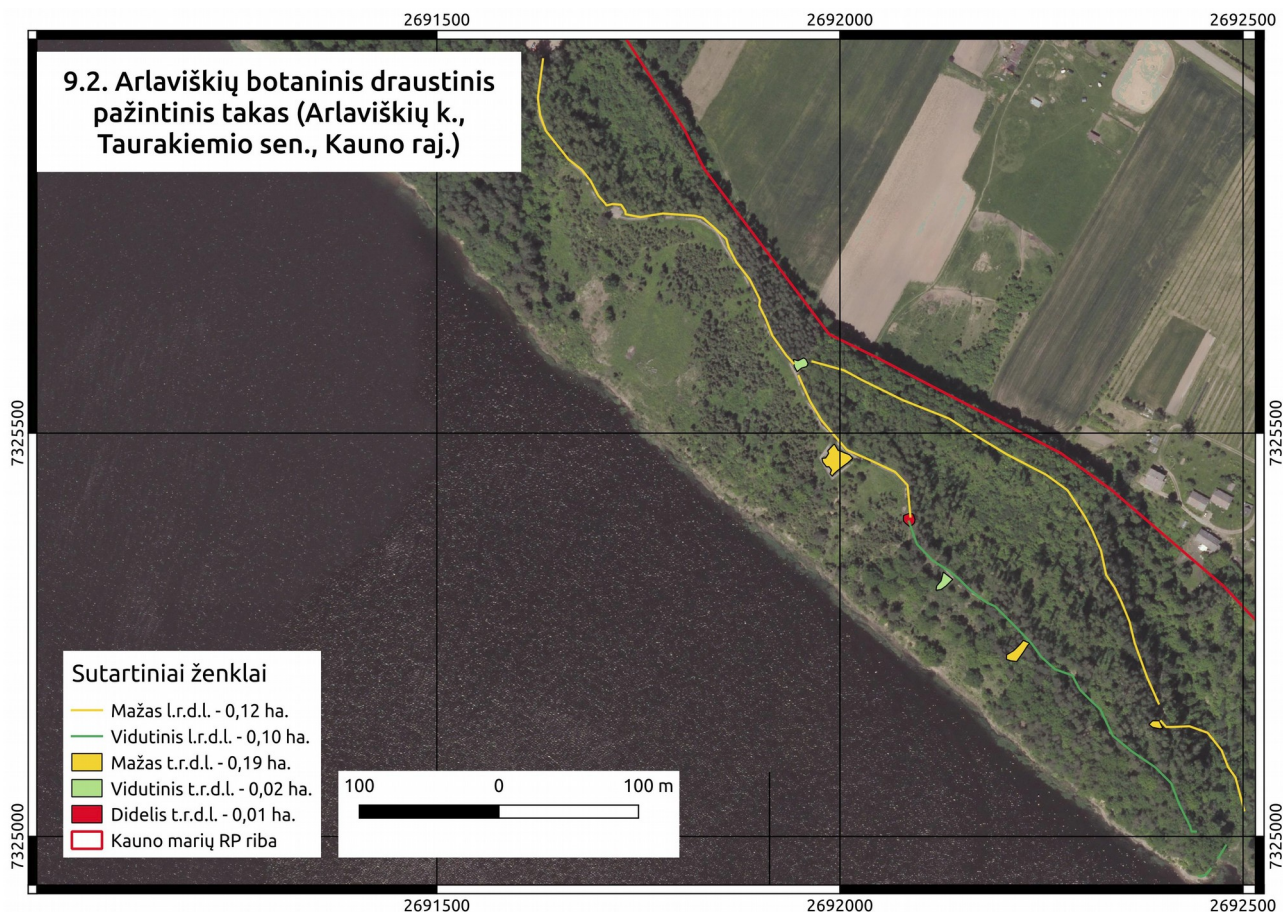 2691500
2692000
2692500
9.2. Arlaviškių botaninis draustinis
pažintinis takas (Arlaviškių k.,
Taurakiemio sen., Kauno raj.)
7325500
7325500
Sutartiniai ženklai
Mažas l.r.d.l. - 0,12 ha.
Vidutinis l.r.d.l. - 0,10 ha.
Mažas t.r.d.l. - 0,19 ha.
Vidutinis t.r.d.l. - 0,02 ha.
Didelis t.r.d.l. - 0,01 ha.
Kauno marių RP riba
100 0 100 m
7325000
7325000
2691500
2692000
2692500